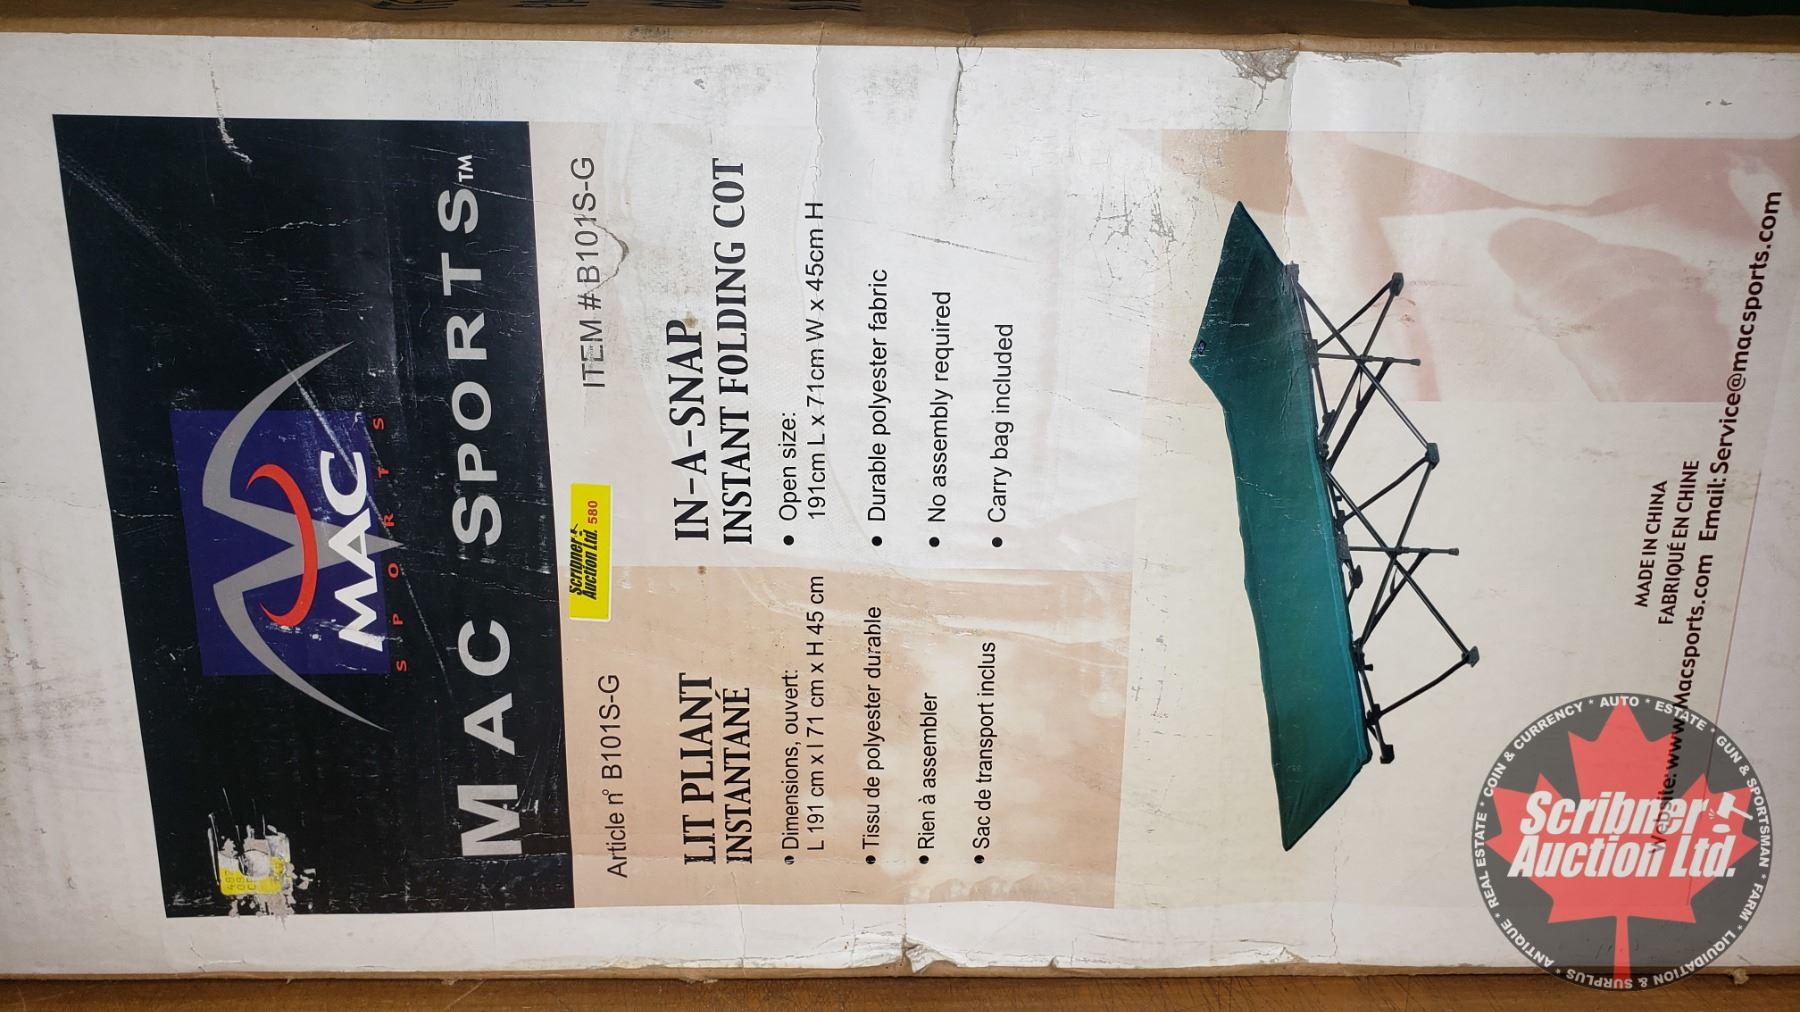 MAC
SPORTS
MAC SPORTS™
Article n° B101S-G
ITEM # B101S-G
Scribner
Auction Ltd. 580
LIT PLIANT
INSTANTANÉ
• Dimensions, ouvert:
L 191 cm x l 71 cm x H 45 cm
• Tissu de polyester durable
• Rien à assembler
• Sac de transport inclus
IN-A-SNAP
INSTANT FOLDING COT
• Open size:
191cm L x 71cm W x 45cm H
• Durable polyester fabric
• No assembly required
• Carry bag included
MADE IN CHINA
FABRIQUÉ EN CHINE
Website: www.Macsports.com Email: Service@macsports.com
Scribner
Auction Ltd.
ANTIQUE * REAL ESTATE * COIN & CURRENCY * AUTO * ESTATE * GUN & SPORTSMAN * FARM * LIQUIDATION & SURPLUS *